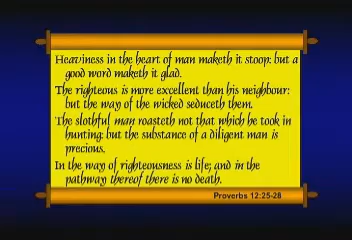 Heaviness in the heart of man maketh it stoop: but a
good word maketh it glad.
The righteous is more excellent than his neighbour:
but the way of the wicked seduceth them.
The slothful man roasteth not that which he took in
hunting: but the substance of a diligent man is
precious.
In the way of righteousness is life; and in the
pathway thereof there is no death.
Proverbs 12:25-28